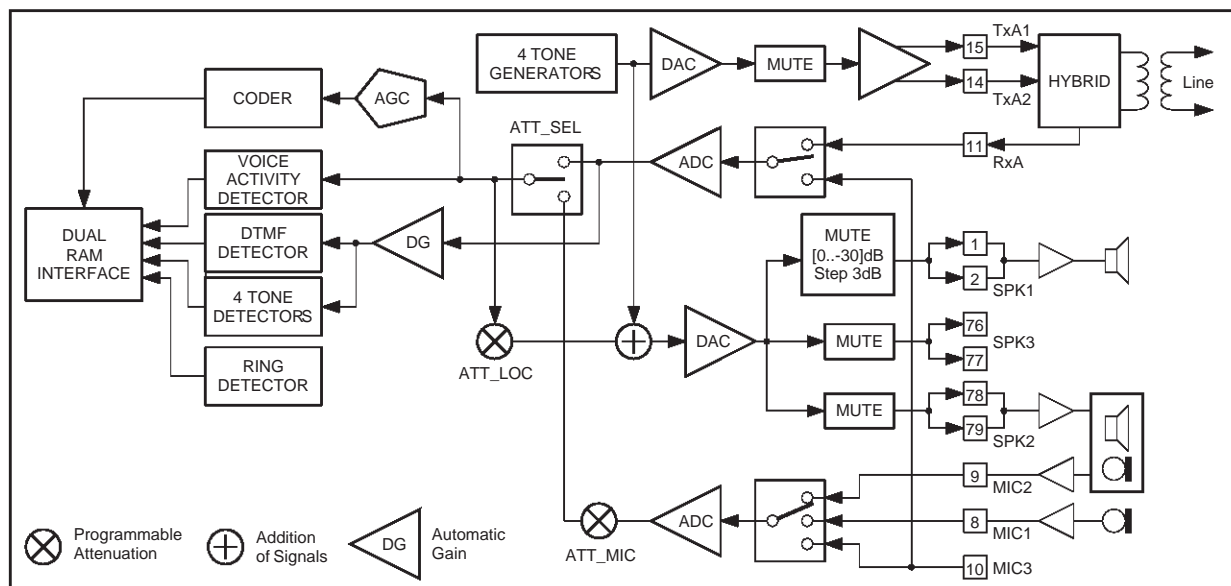 4 TONE
GENERATORS
DAC
MUTE
15
TxA1
14
TxA2
HYBRID
Line
CODER
AGC
ATT_SEL
ADC
11
RxA
VOICE
ACTIVITY
DETECTOR
DUAL
RAM
INTERFACE
DTMF
DETECTOR
DG
4 TONE
DETECTORS
RING
DETECTOR
MUTE
[0..-30]dB
Step 3dB
1
2
SPK1
ATT_LOC
DAC
MUTE
76
SPK3
77
MUTE
78
79
SPK2
ATT_MIC
ADC
9
MIC2
8
MIC1
10
MIC3
Programmable
Attenuation
Addition
of Signals
DG
Automatic
Gain